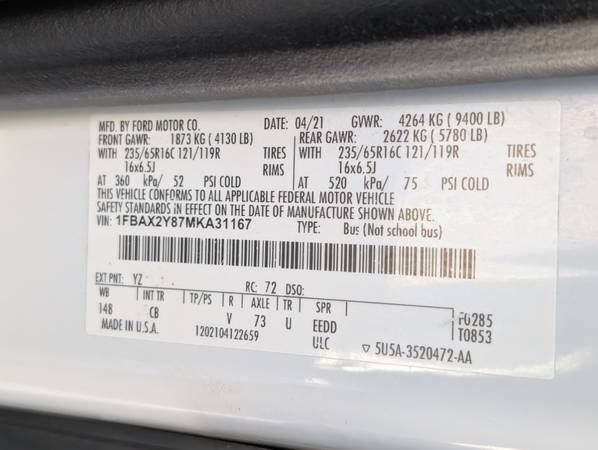 MFD. BY FORD MOTOR CO. DATE: 04/21 GVWR: 4264 KG ( 9400 LB)
FRONT GAWR: 1873 KG ( 4130 LB) REAR GAWR: 2622 KG ( 5780 LB)
WITH 235/65R16C 121/119R TIRES WITH 235/65R16C 121/119R TIRES
16x6.5J RIMS 16x6.5J RIMS
AT 360 kPa/ 52 PSI COLD AT 520 kPa/ 75 PSI COLD
THIS VEHICLE CONFORMS TO ALL APPLICABLE FEDERAL MOTOR VEHICLE
SAFETY STANDARDS IN EFFECT ON THE DATE OF MANUFACTURE SHOWN ABOVE.
VIN: 1FBAX2Y87MKA31167 TYPE: Bus (Not school bus)
EXT PNT: YZ RC: 72 DSO:
WB INT TR TP/PS R AXLE TR SPR F0285
148 CB V 73 U EEDD T0853
MADE IN U.S.A. 1202104122659 ULC ▽ 5U5A-3520472-AA